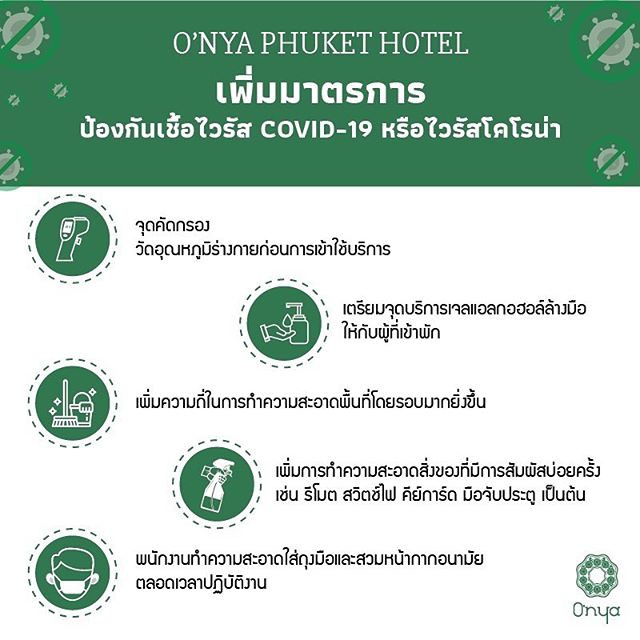 O'NYA PHUKET HOTEL
เพิ่มมาตรการ
ป้องกันเชื้อไวรัส COVID-19 หรือไวรัสโคโรน่า
จุดคัดกรอง
วัดอุณหภูมิร่างกายก่อนการเข้าใช้บริการ
เตรียมจุดบริการเจลแอลกอฮอล์ล้างมือ
ให้กับผู้ที่เข้าพัก
เพิ่มความถี่ในการทำความสะอาดพื้นที่โดยรอบมากยิ่งขึ้น
เพิ่มการทำความสะอาดสิ่งของที่มีการสัมผัสบ่อยครั้ง
เช่น รีโมต สวิตช์ไฟ คีย์การ์ด มือจับประตู เป็นต้น
พนักงานทำความสะอาดใส่ถุงมือและสวมหน้ากากอนามัย
ตลอดเวลาปฏิบัติงาน
O'nya